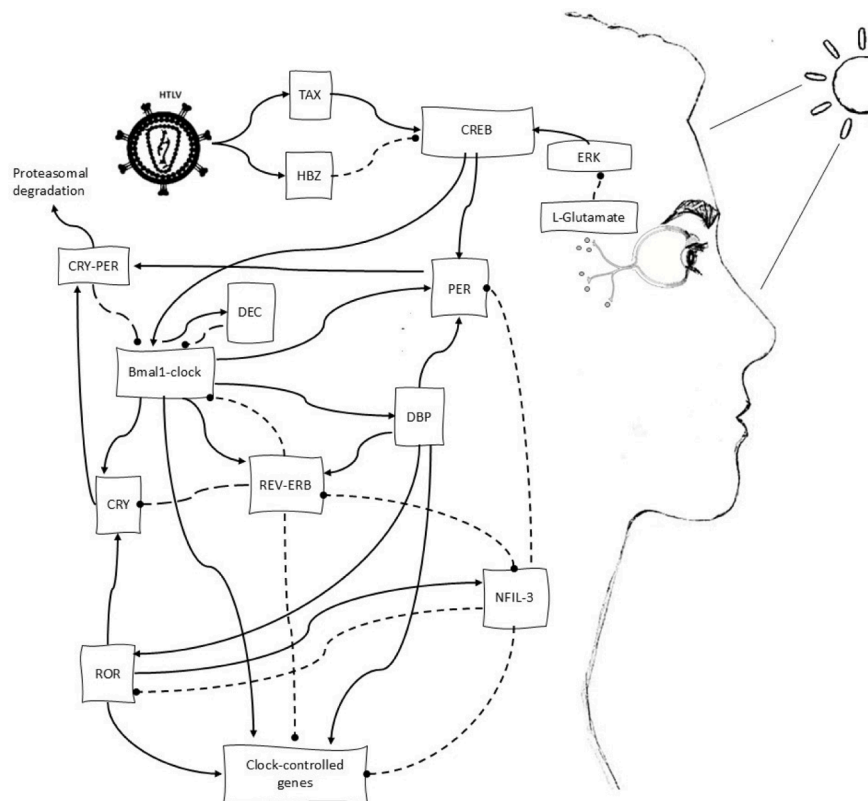 HTLV
TAX
CREB
HBZ
ERK
Proteasomal
degradation
L-Glutamate
CRY-PER
PER
DEC
Bmal1-clock
DBP
REV-ERB
CRY
NFIL-3
ROR
Clock-controlled
genes